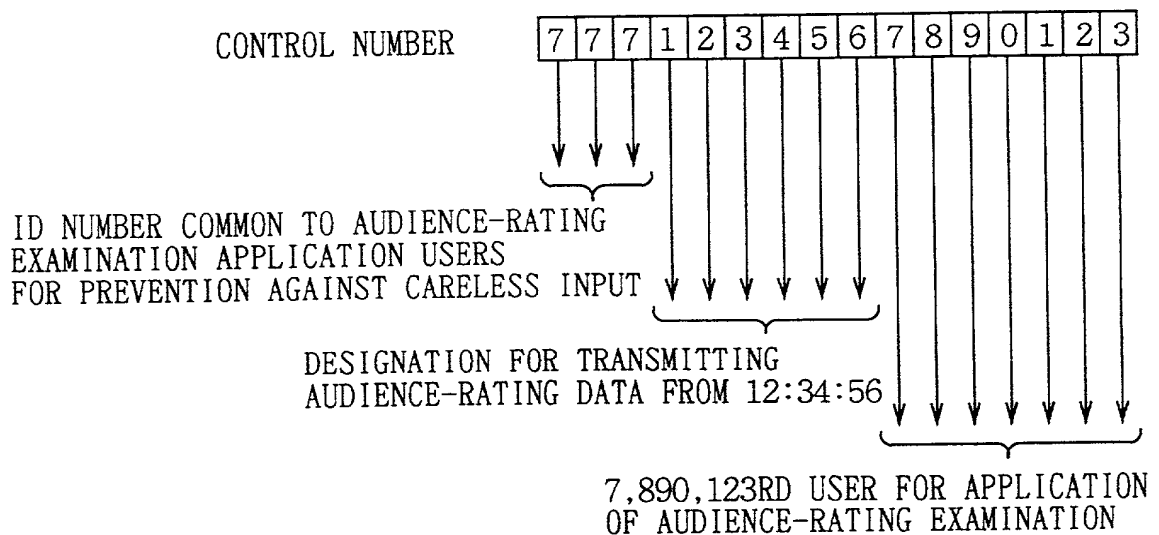 CONTROL NUMBER 7 7 7 1 2 3 4 5 6 7 8 9 0 1 2 3
ID NUMBER COMMON TO AUDIENCE-RATING
EXAMINATION APPLICATION USERS
FOR PREVENTION AGAINST CARELESS INPUT
DESIGNATION FOR TRANSMITTING
AUDIENCE-RATING DATA FROM 12:34:56
7,890,123RD USER FOR APPLICATION
OF AUDIENCE-RATING EXAMINATION